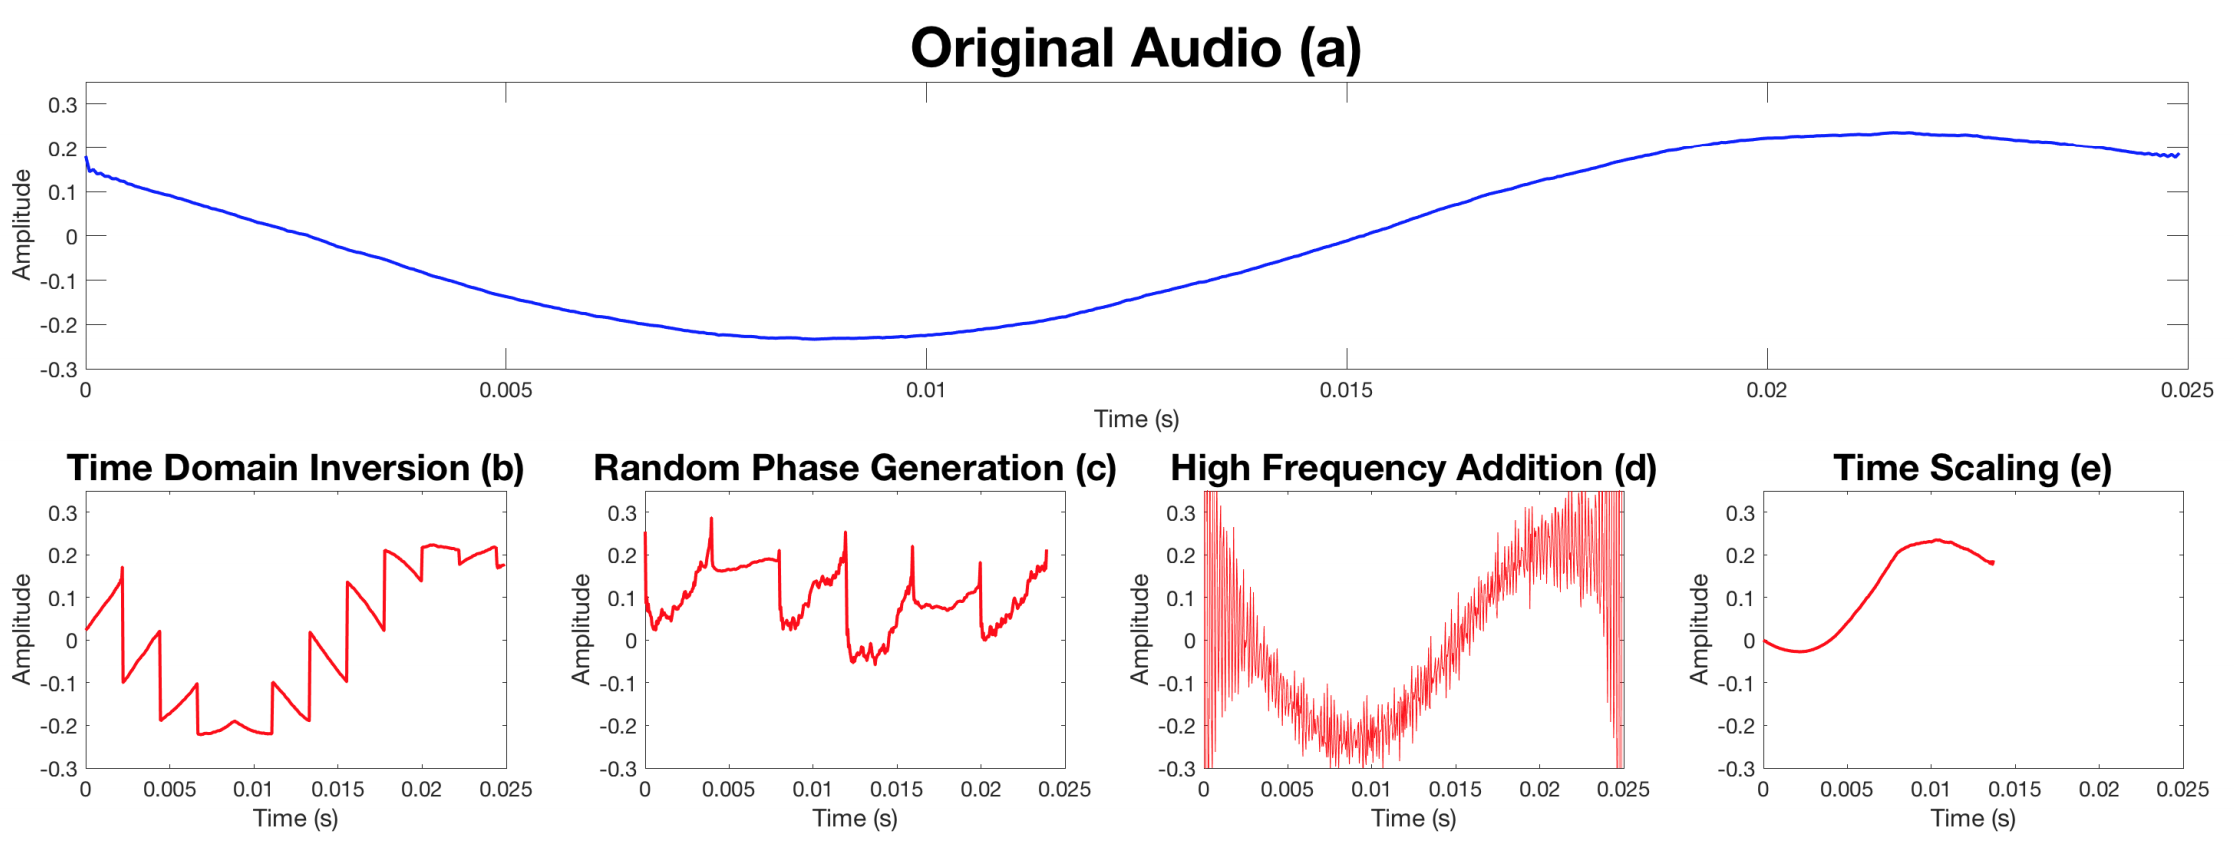 Original Audio (a)
Amplitude
0.3
0.2
0.1
0
-0.1
-0.2
-0.3
0 0.005 0.01 0.015 0.02 0.025
Time (s)
Time Domain Inversion (b)
Amplitude
0.3
0.2
0.1
0
-0.1
-0.2
-0.3
0 0.005 0.01 0.015 0.02 0.025
Time (s)
Random Phase Generation (c)
Amplitude
0.3
0.2
0.1
0
-0.1
-0.2
-0.3
0 0.005 0.01 0.015 0.02 0.025
Time (s)
High Frequency Addition (d)
Amplitude
0.3
0.2
0.1
0
-0.1
-0.2
-0.3
0 0.005 0.01 0.015 0.02 0.025
Time (s)
Time Scaling (e)
Amplitude
0.3
0.2
0.1
0
-0.1
-0.2
-0.3
0 0.005 0.01 0.015 0.02 0.025
Time (s)